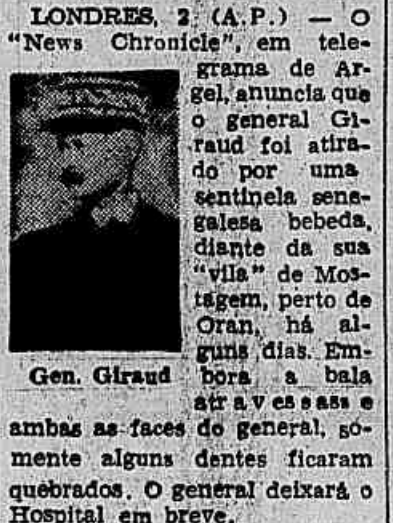 LONDRES, 2 (A.P.) — O
"News Chronicle", em tele-
grama de Ar-
gel, anuncia que
o general Gi-
raud foi atira-
do por uma
sentinela sene-
galesa bebeda,
diante da sua
"vila" de Mos-
tagem, perto de
Oran, há al-
guns dias. Em-
bora a bala
atravessasse
ambas as faces do general, só-
mente alguns dentes ficaram
quebrados. O general deixará o
Hospital em breve.
Gen. Giraud